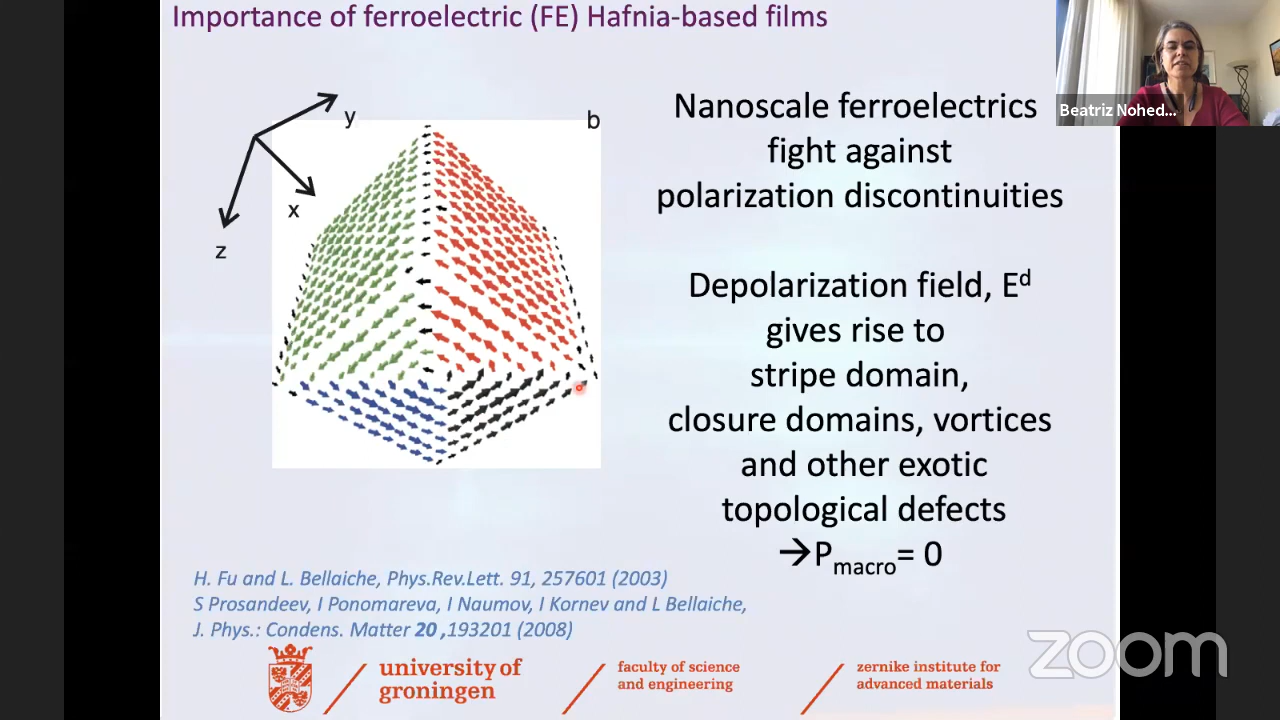 Importance of ferroelectric (FE) Hafnia-based films
Beatriz Nohed...
y
b
x
z
Nanoscale ferroelectrics
fight against
polarization discontinuities
Depolarization field, Eᵈ
gives rise to
stripe domain,
closure domains, vortices
and other exotic
topological defects
→Pmacro= 0
H. Fu and L. Bellaiche, Phys.Rev.Lett. 91, 257601 (2003)
S Prosandeev, I Ponomareva, I Naumov, I Kornev and L Bellaiche,
J. Phys.: Condens. Matter 20 ,193201 (2008)
university of
groningen
faculty of science
and engineering
zernike institute for
advanced materials
zoom